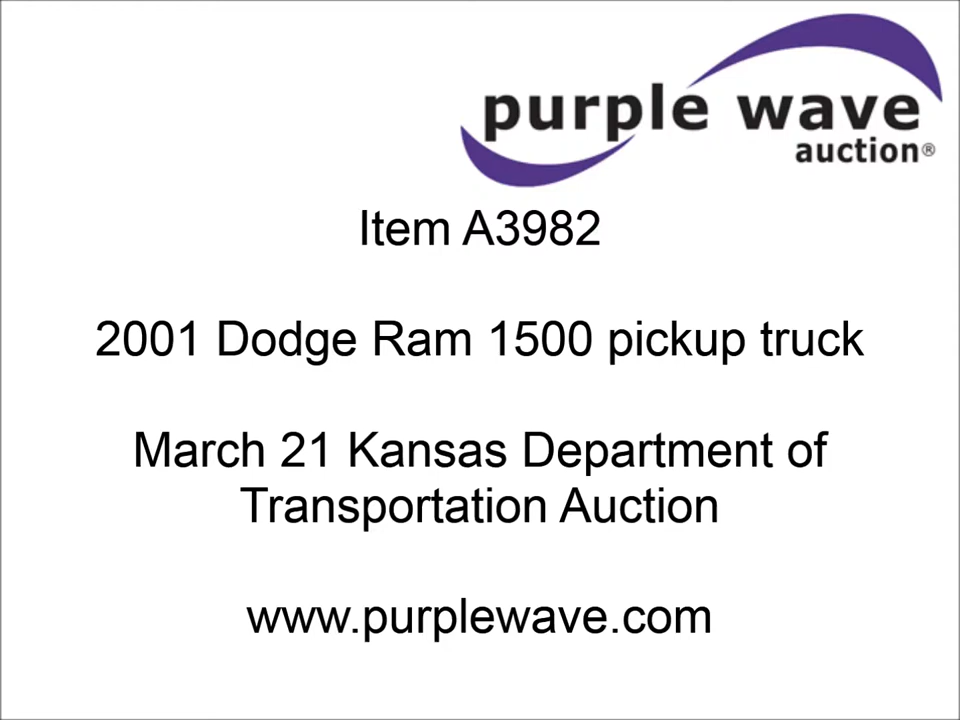 purple wave
auction®
Item A3982
2001 Dodge Ram 1500 pickup truck
March 21 Kansas Department of
Transportation Auction
www.purplewave.com